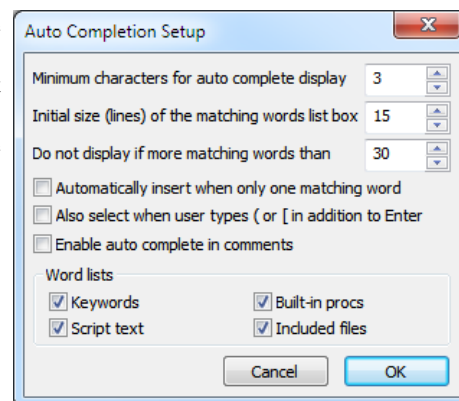 Auto Completion Setup
Minimum characters for auto complete display 3
Initial size (lines) of the matching words list box 15
Do not display if more matching words than 30
Automatically insert when only one matching word
Also select when user types ( or [ in addition to Enter
Enable auto complete in comments
Word lists
Keywords Built-in procs
Script text Included files
Cancel OK